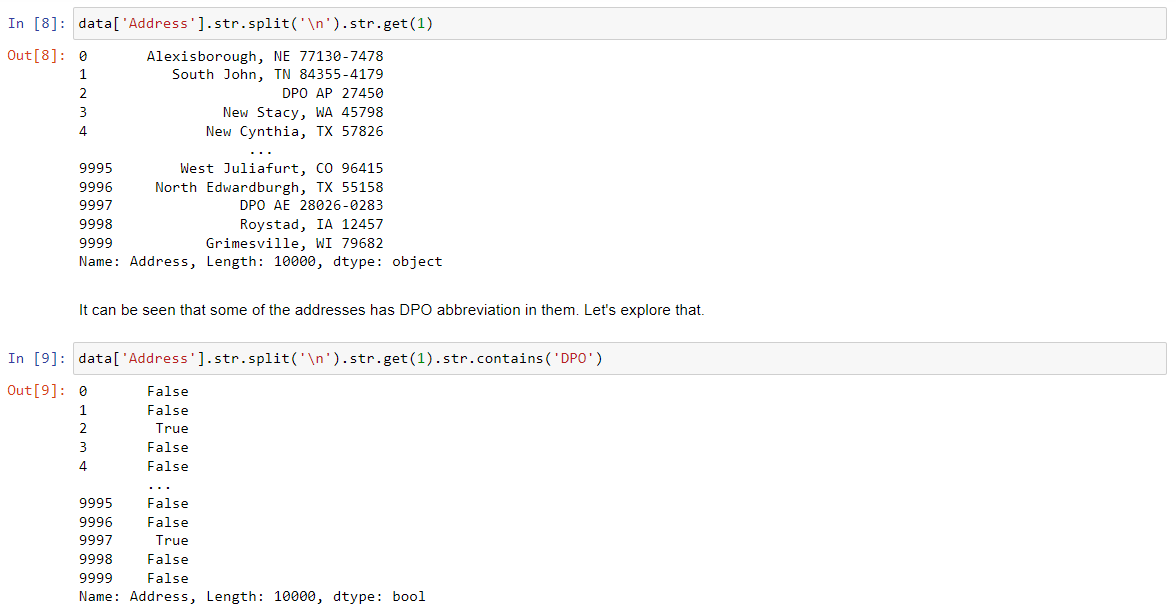 In [8]: data['Address'].str.split('\n').str.get(1)
Out[8]: 0       Alexisborough, NE 77130-7478
1          South John, TN 84355-4179
2                       DPO AP 27450
3                New Stacy, WA 45798
4              New Cynthia, TX 57826
...
9995        West Juliafurt, CO 96415
9996     North Edwardburgh, TX 55158
9997               DPO AE 28026-0283
9998               Roystad, IA 12457
9999           Grimesville, WI 79682
Name: Address, Length: 10000, dtype: object
It can be seen that some of the addresses has DPO abbreviation in them. Let's explore that.
In [9]: data['Address'].str.split('\n').str.get(1).str.contains('DPO')
Out[9]: 0       False
1       False
2        True
3       False
4       False
...
9995    False
9996    False
9997     True
9998    False
9999    False
Name: Address, Length: 10000, dtype: bool